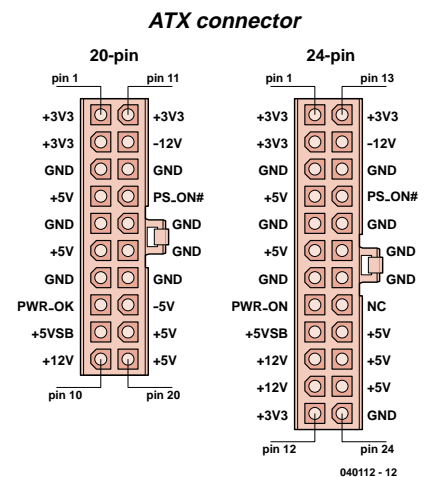 ATX connector
20-pin
pin 1 pin 11
+3V3 +3V3
+3V3 -12V
GND GND
+5V PS_ON#
GND GND
+5V GND
GND GND
PWR_OK -5V
+5VSB +5V
+12V +5V
pin 10 pin 20
24-pin
pin 1 pin 13
+3V3 +3V3
+3V3 -12V
GND GND
+5V PS_ON#
GND GND
+5V GND
GND GND
PWR_ON NC
+5VSB +5V
+12V +5V
+12V +5V
+3V3 GND
pin 12 pin 24
040112 - 12